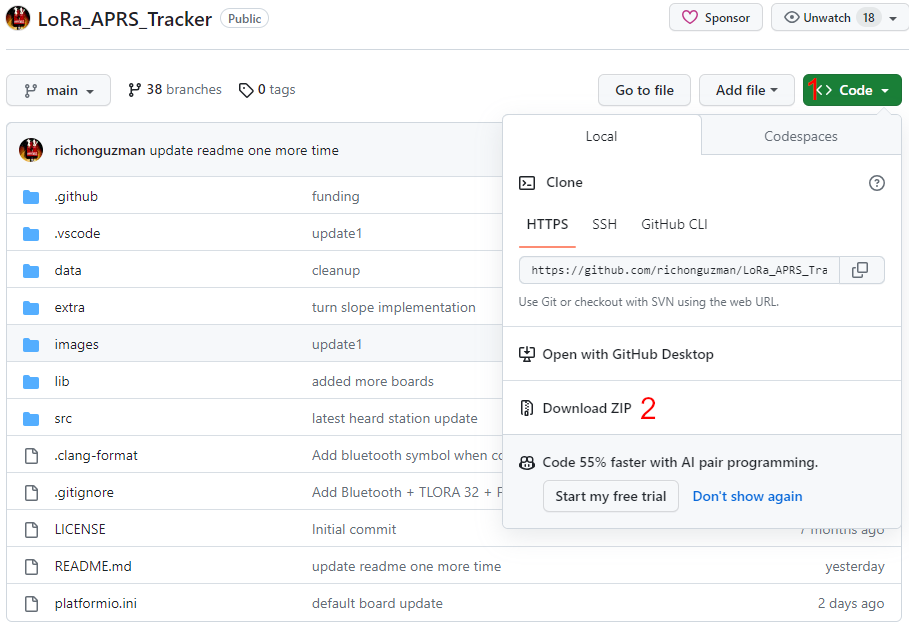 LoRa_APRS_Tracker Public Sponsor Unwatch 18
main 38 branches 0 tags Go to file Add file 1 <> Code
richonguzman update readme one more time
Local Codespaces
Clone
HTTPS SSH GitHub CLI
https://github.com/richonguzman/LoRa_APRS_Tra
Use Git or checkout with SVN using the web URL.
Open with GitHub Desktop
Download ZIP 2
Code 55% faster with AI pair programming.
Start my free trial Don't show again
.github funding
.vscode update1
data cleanup
extra turn slope implementation
images update1
lib added more boards
src latest heard station update
.clang-format Add bluetooth symbol when co
.gitignore Add Bluetooth + TLORA 32 +
LICENSE Initial commit 7 months ago
README.md update readme one more time yesterday
platformio.ini default board update 2 days ago